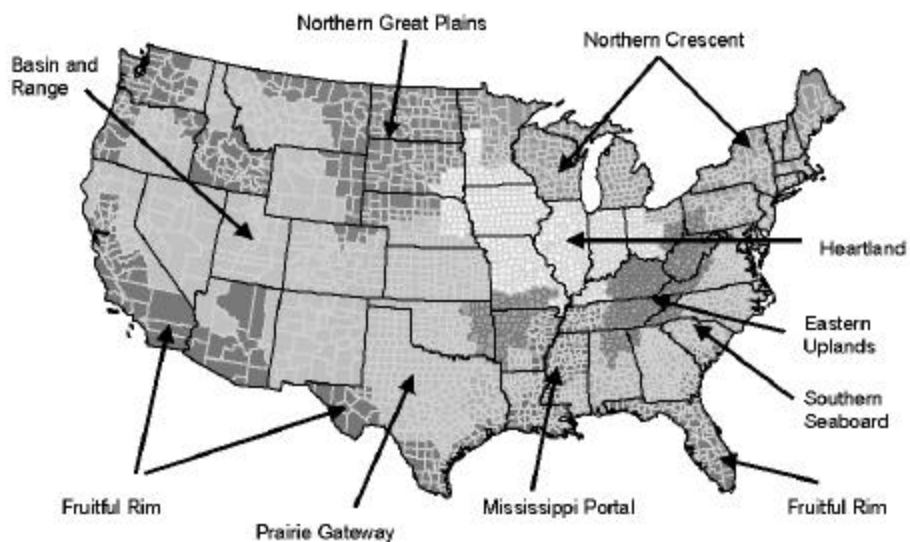 Northern Great Plains
Northern Crescent
Basin and
Range
Heartland
Eastern
Uplands
Southern
Seaboard
Fruitful Rim
Prairie Gateway
Mississippi Portal
Fruitful Rim